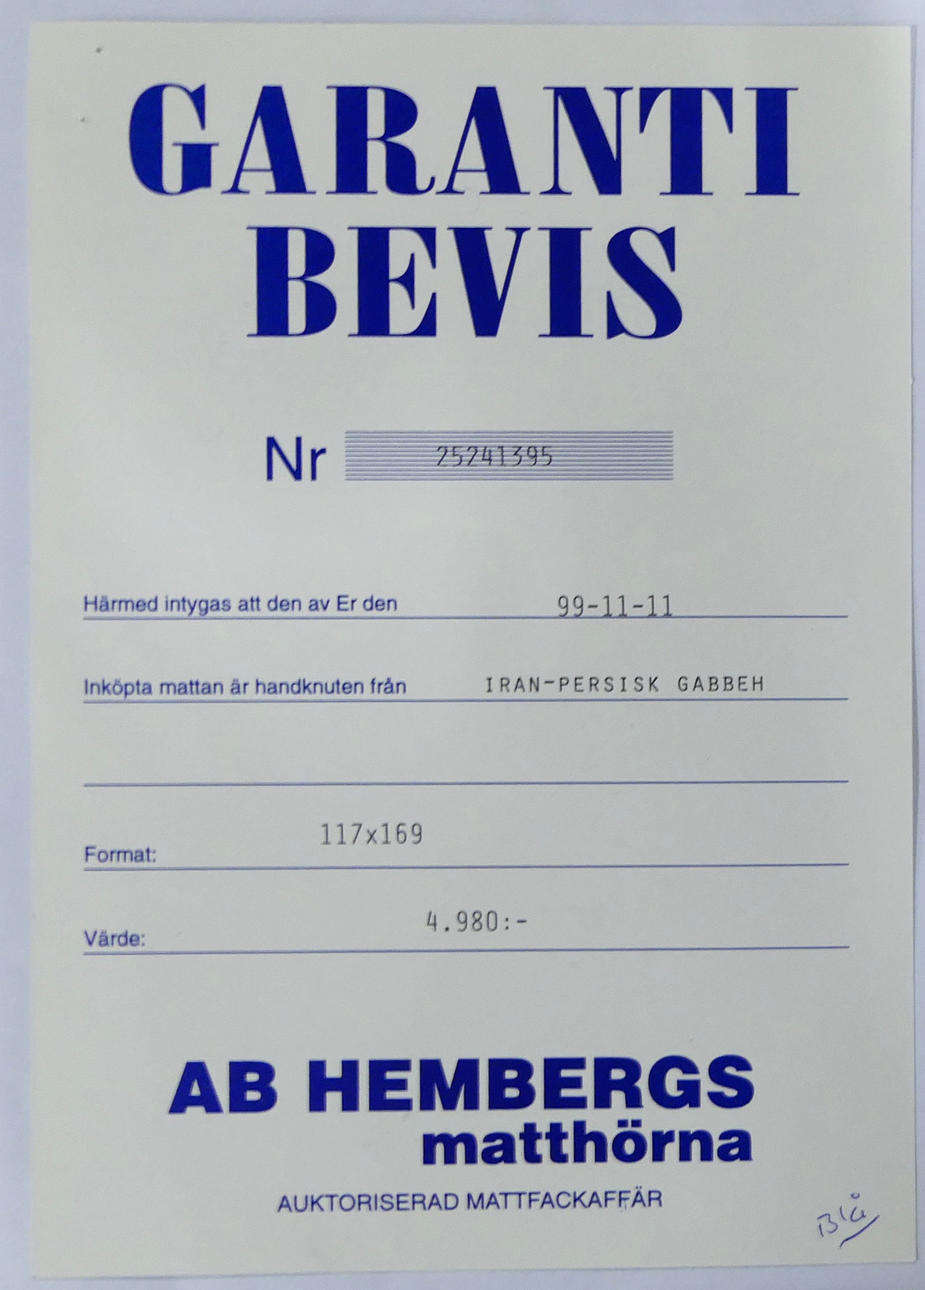 GARANTI
BEVIS
Nr 25241395
Härmed intygas att den av Er den 99-11-11
Inköpta mattan är handknuten från IRAN-PERSISK GABBEH
Format: 117x169
Värde: 4.980:-
AB HEMBERGS
matthörna
AUKTORISERAD MATTFACKAFFÄR
Blå